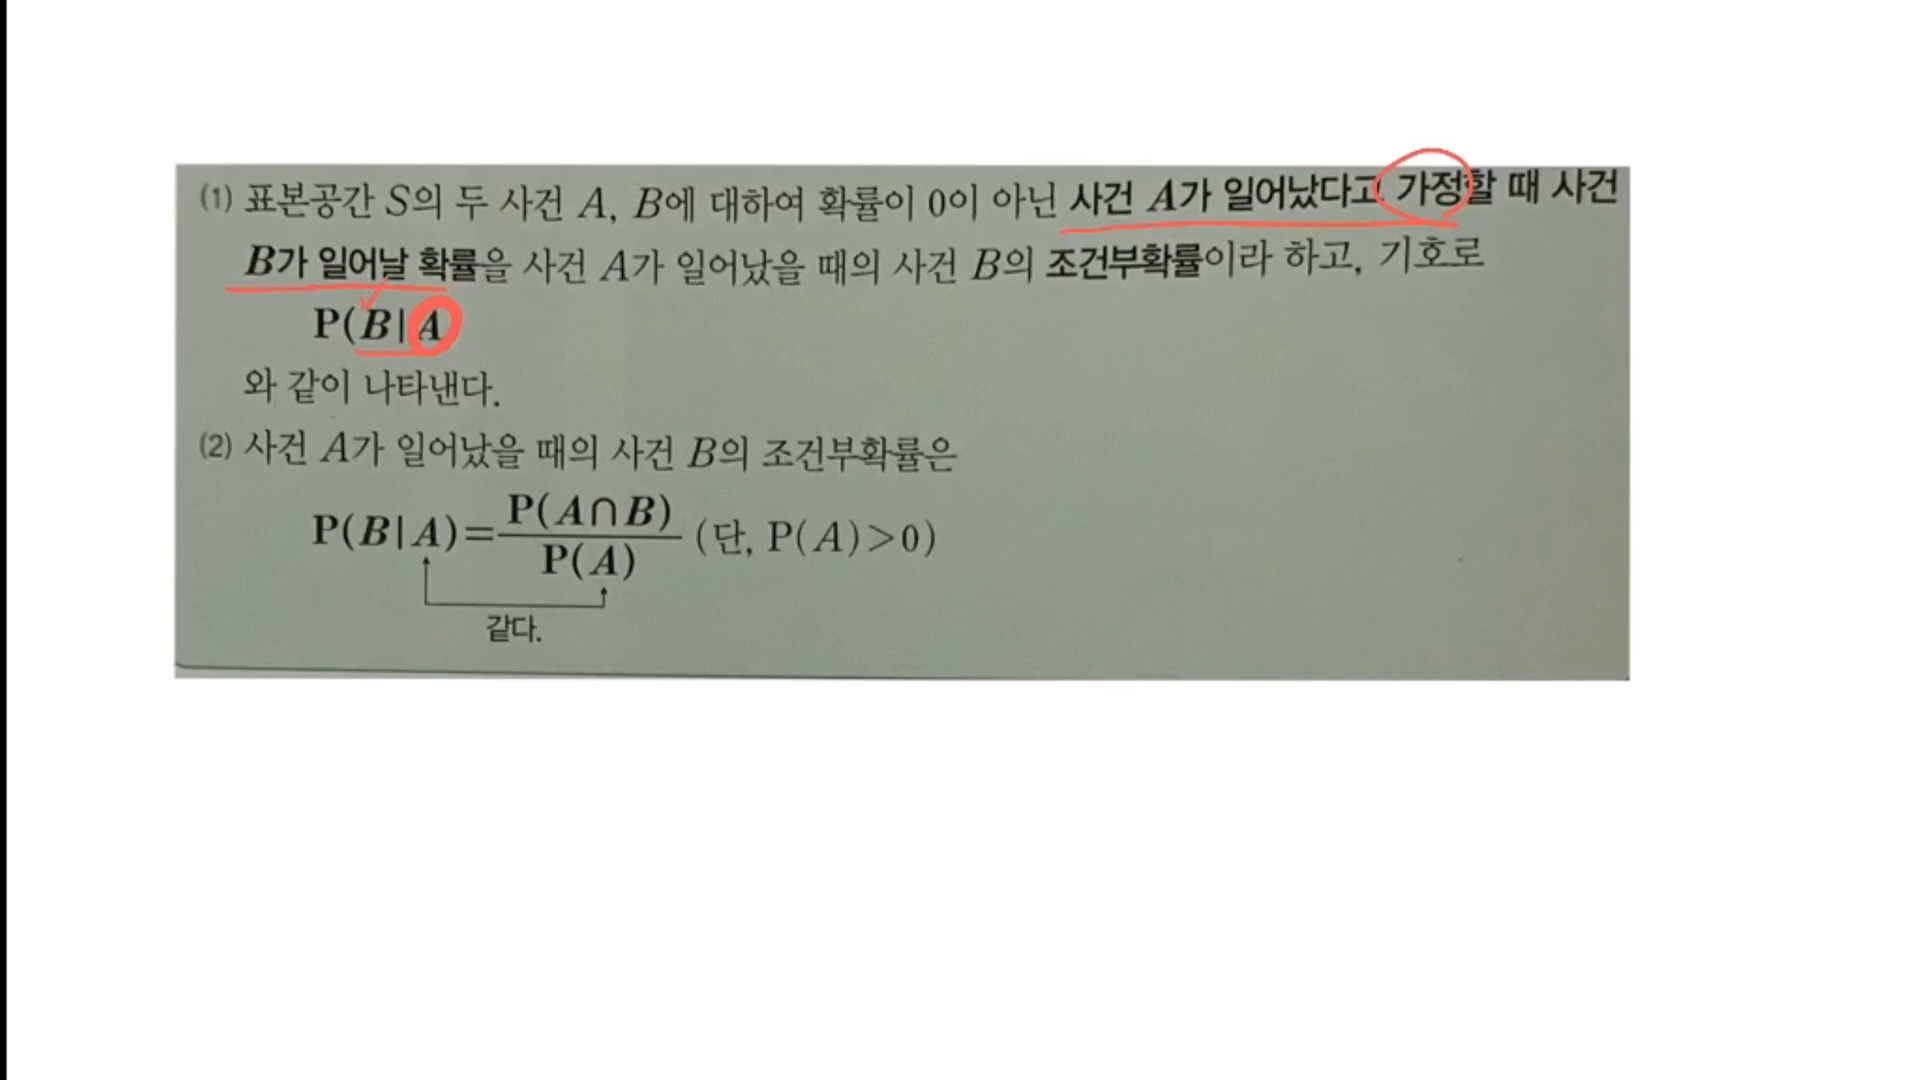 (1) 표본공간 S의 두 사건 A, B에 대하여 확률이 0이 아닌 사건 A가 일어났다고 가정할 때 사건
B가 일어날 확률을 사건 A가 일어났을 때의 사건 B의 조건부확률이라 하고, 기호로
P(B|A
와 같이 나타낸다.
(2) 사건 A가 일어났을 때의 사건 B의 조건부확률은
P(B|A)=P(A∩B)/P(A) (단, P(A)>0)
같다.